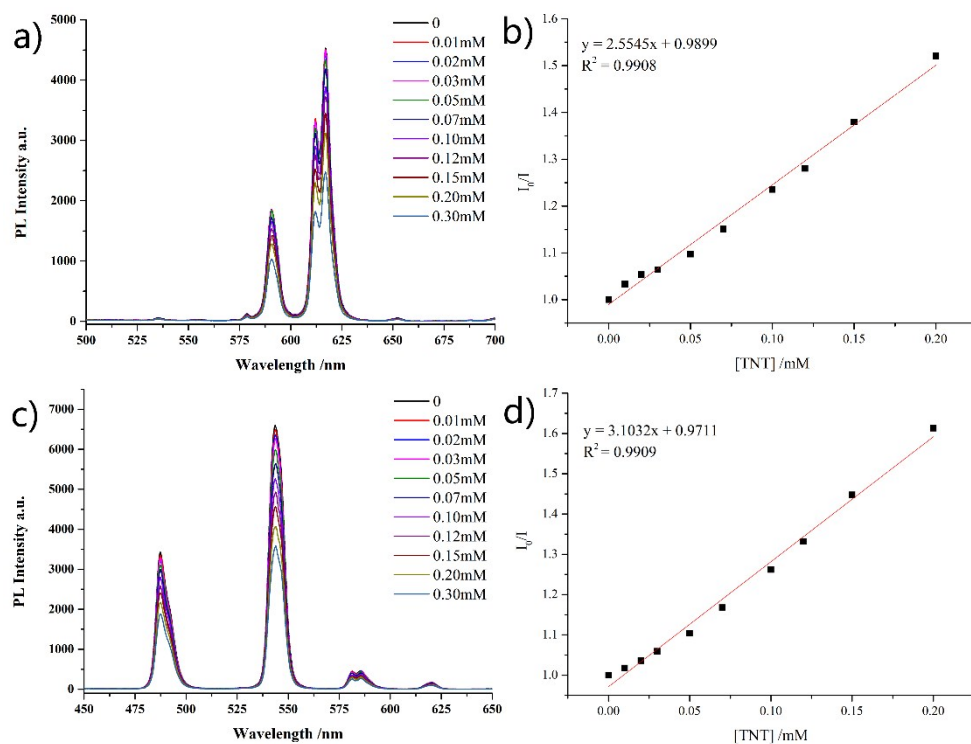 a)
5000
4000
3000
2000
1000
0
PL Intensity a.u.
500 525 550 575 600 625 650 675 700
Wavelength /nm
0
0.01mM
0.02mM
0.03mM
0.05mM
0.07mM
0.10mM
0.12mM
0.15mM
0.20mM
0.30mM
b)
y = 2.5545x + 0.9899
R² = 0.9908
1.6
1.5
1.4
1.3
1.2
1.1
1.0
I₀/I
0.00 0.05 0.10 0.15 0.20
[TNT] /mM
c)
7000
6000
5000
4000
3000
2000
1000
0
PL Intensity a.u.
450 475 500 525 550 575 600 625 650
Wavelength /nm
0
0.01mM
0.02mM
0.03mM
0.05mM
0.07mM
0.10mM
0.12mM
0.15mM
0.20mM
0.30mM
d)
y = 3.1032x + 0.9711
R² = 0.9909
1.7
1.6
1.5
1.4
1.3
1.2
1.1
1.0
I₀/I
0.00 0.05 0.10 0.15 0.20
[TNT] /mM